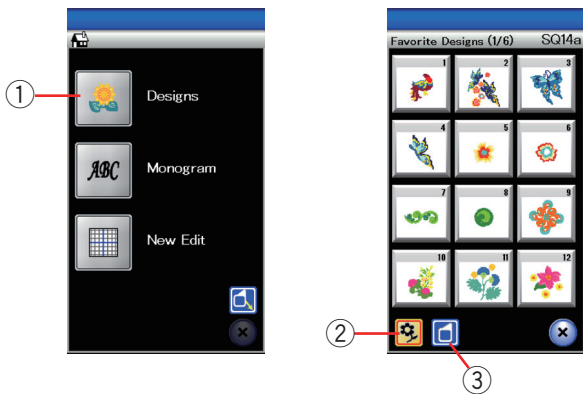 ①
Designs
ABC
Monogram
New Edit
Favorite Designs (1/6) SQ14a
1 2 3
4 5 6
7 8 9
10 11 12
②
③